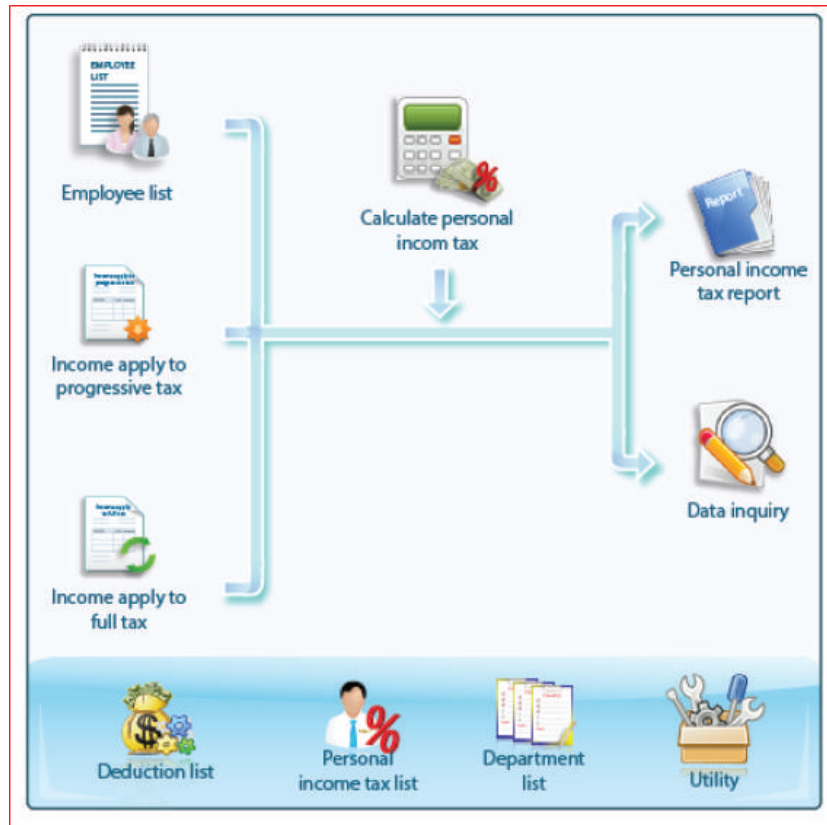 EMPLOYEE
LIST
Employee list
Calculate personal
incom tax
Report
Personal income
tax report
Income apply to
progressive tax
Data inquiry
Income apply to
full tax
Deduction list
Personal
income tax list
Department
list
Utility